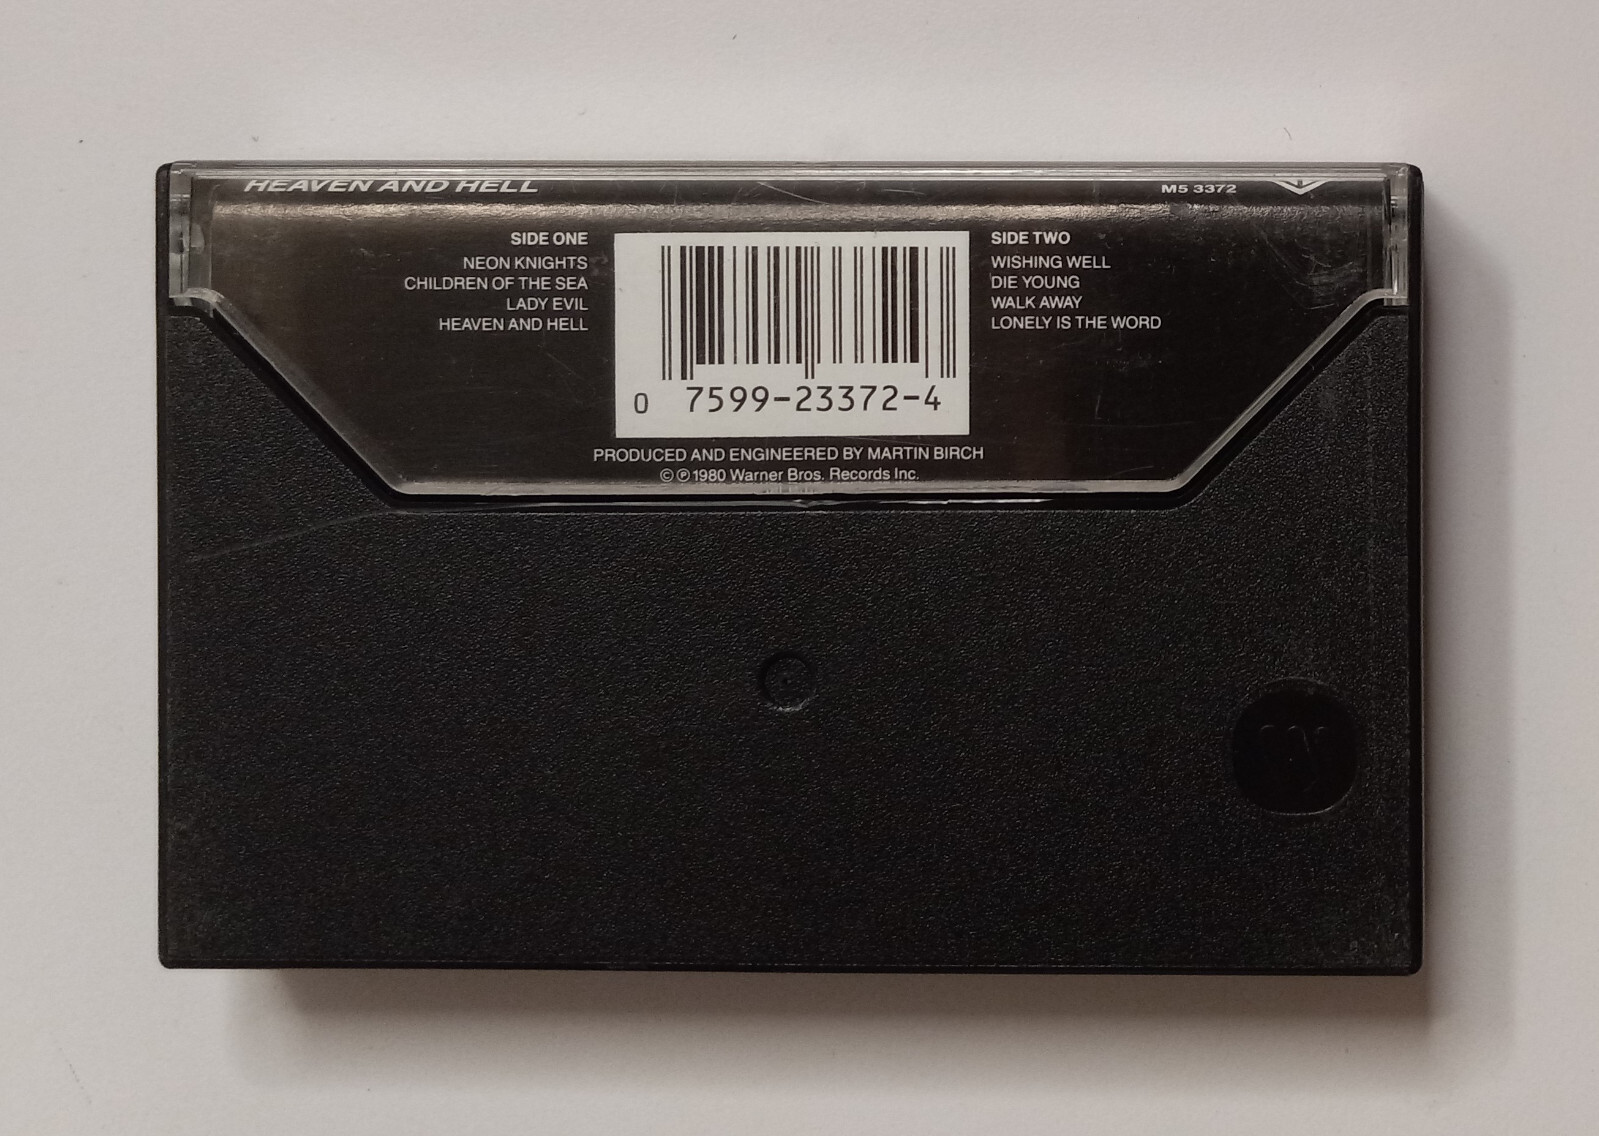 HEAVEN AND HELL
M5 3372
SIDE ONE
NEON KNIGHTS
CHILDREN OF THE SEA
LADY EVIL
HEAVEN AND HELL
0 7599-23372-4
SIDE TWO
WISHING WELL
DIE YOUNG
WALK AWAY
LONELY IS THE WORD
PRODUCED AND ENGINEERED BY MARTIN BIRCH
©℗1980 Warner Bros. Records Inc.